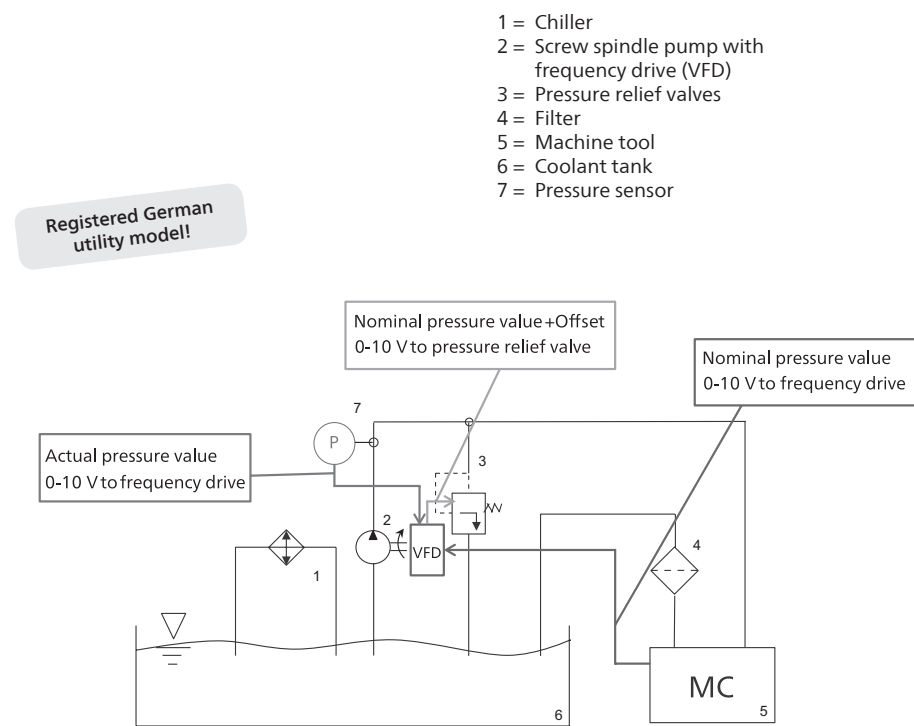 1 = Chiller
2 = Screw spindle pump with
frequency drive (VFD)
3 = Pressure relief valves
4 = Filter
5 = Machine tool
6 = Coolant tank
7 = Pressure sensor
Registered German
utility model!
Nominal pressure value+Offset
0-10 V to pressure relief valve
Nominal pressure value
0-10 V to frequency drive
7
P
Actual pressure value
0-10 V to frequency drive
3
2
VFD
4
1
MC
5
6